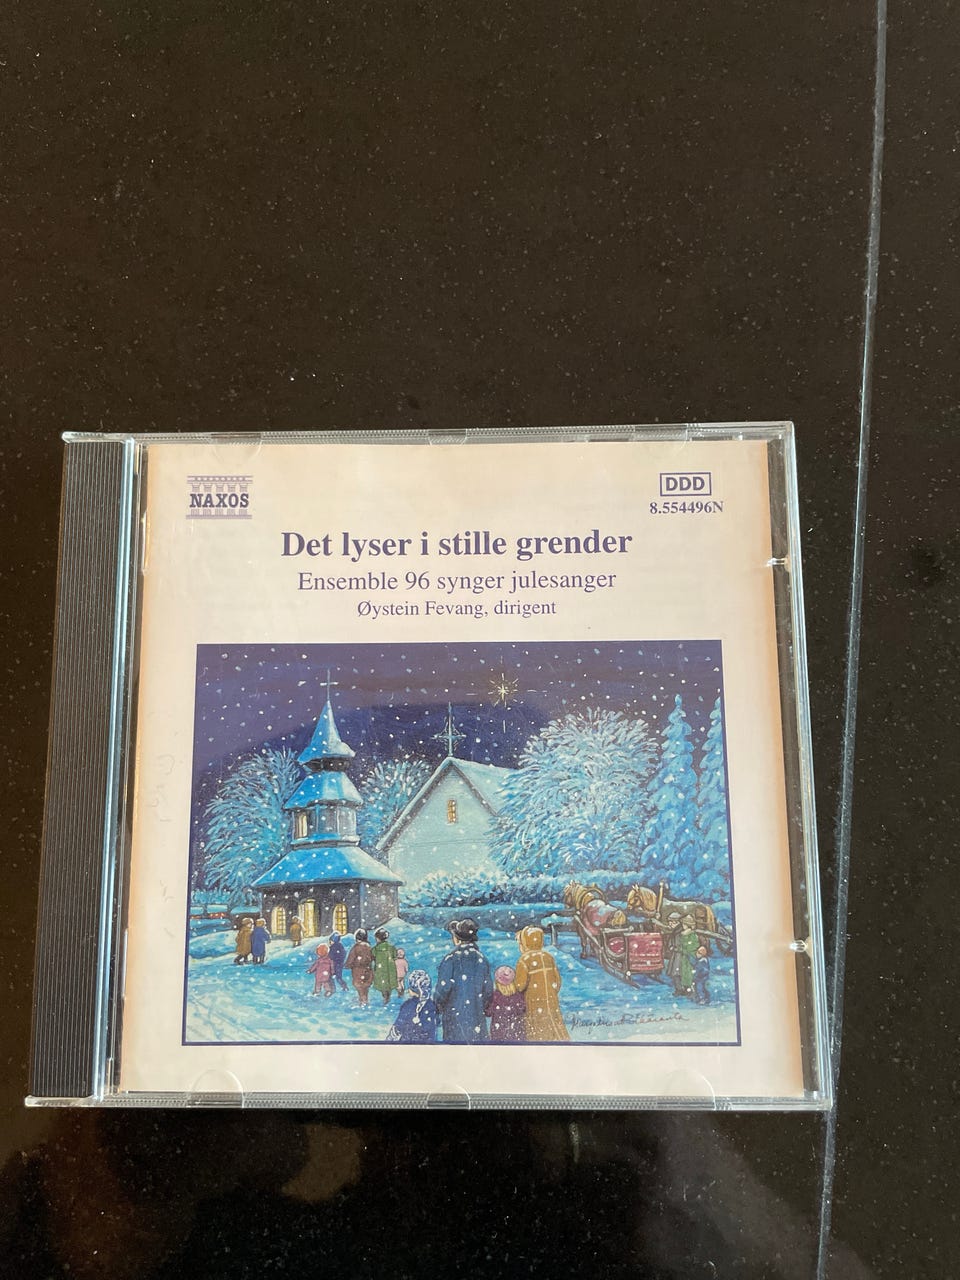 NAXOS
DDD
8.554496N
Det lyser i stille grender
Ensemble 96 synger julesanger
Øystein Fevang, dirigent